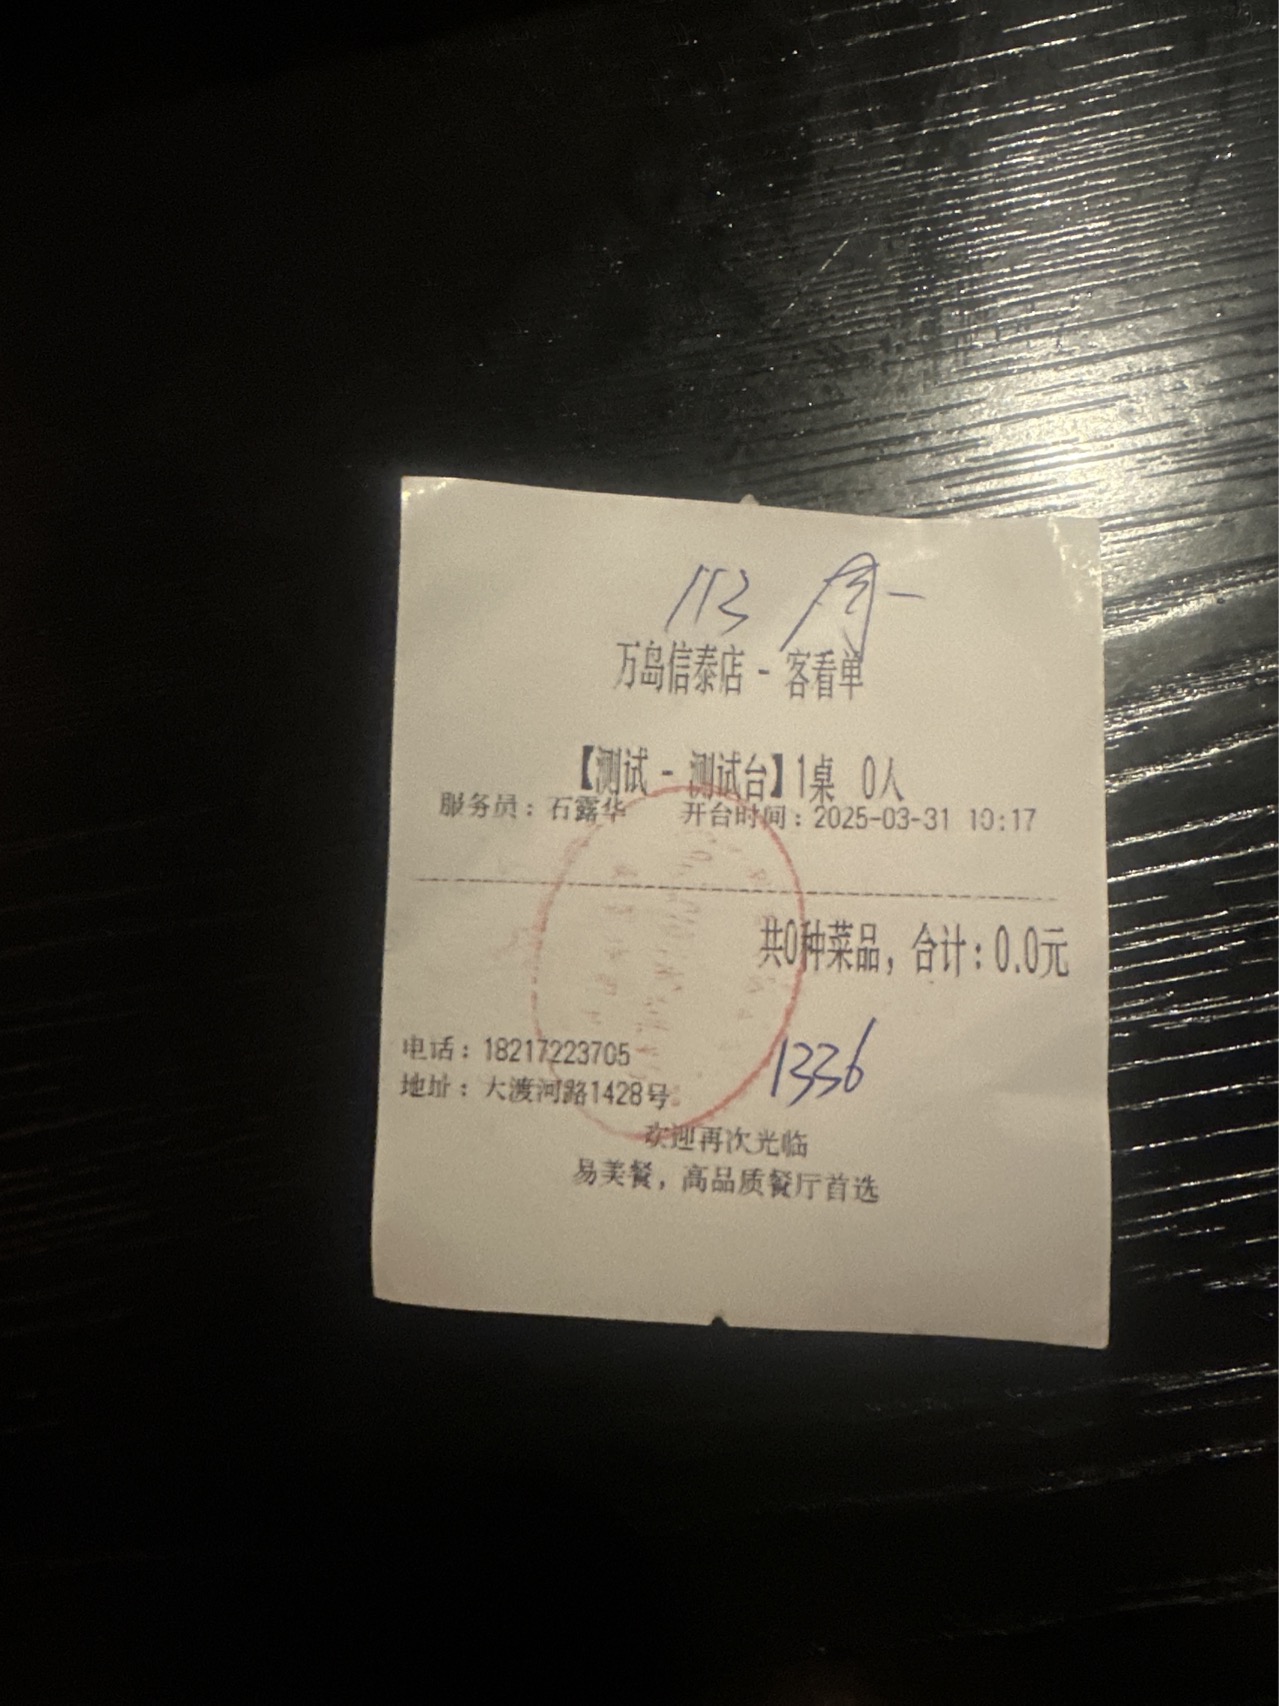 113
万岛信泰店 - 客看单
【测试 - 测试台】1桌 0人
服务员：石露华 开台时间：2025-03-31 10:17
共0种菜品，合计：0.0元
电话：18217223705
1336
地址：大渡河路1428号
欢迎再次光临
易美餐，高品质餐厅首选